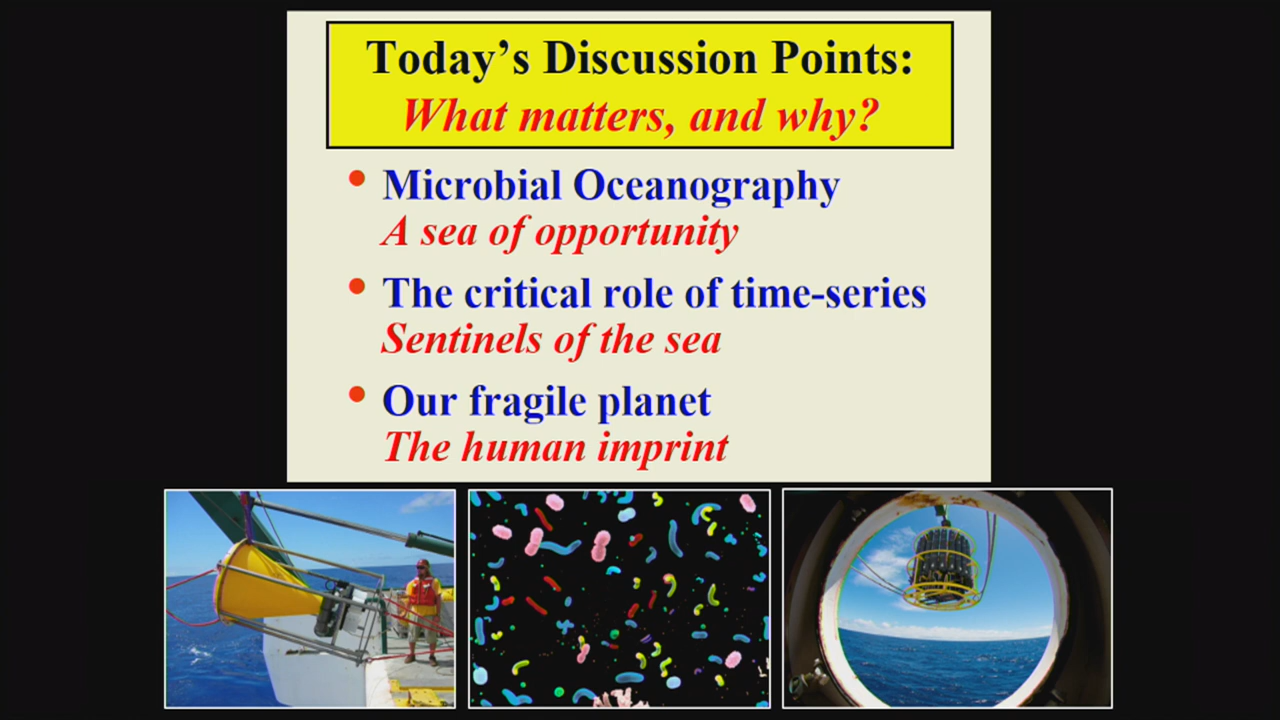 Today's Discussion Points:
What matters, and why?
• Microbial Oceanography
A sea of opportunity
• The critical role of time-series
Sentinels of the sea
• Our fragile planet
The human imprint